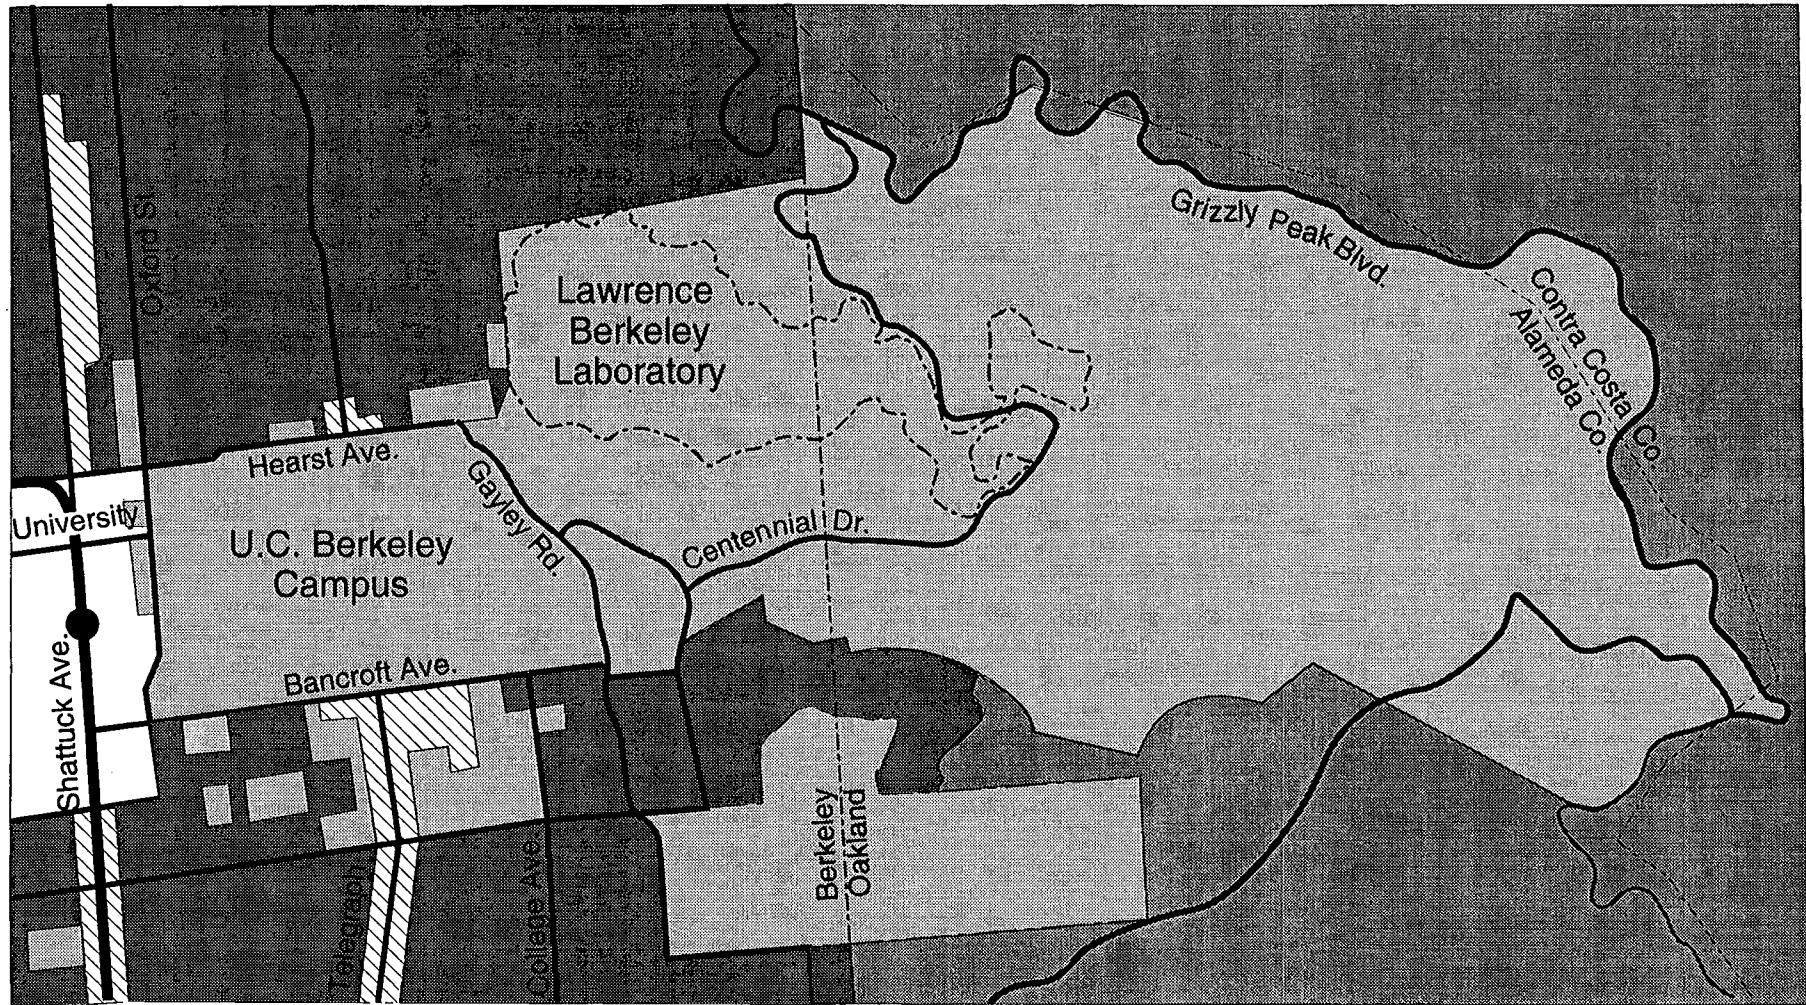 Oxford St.
Grizzly Peak Blvd.
Lawrence
Berkeley
Laboratory
Contra Costa Co.
Alameda Co.
Hearst Ave.
Gayley Rd.
University
U.C. Berkeley
Campus
Centennial Dr.
Shattuck Ave.
Bancroft Ave.
Berkeley
Oakland
Telegraph
College Ave.